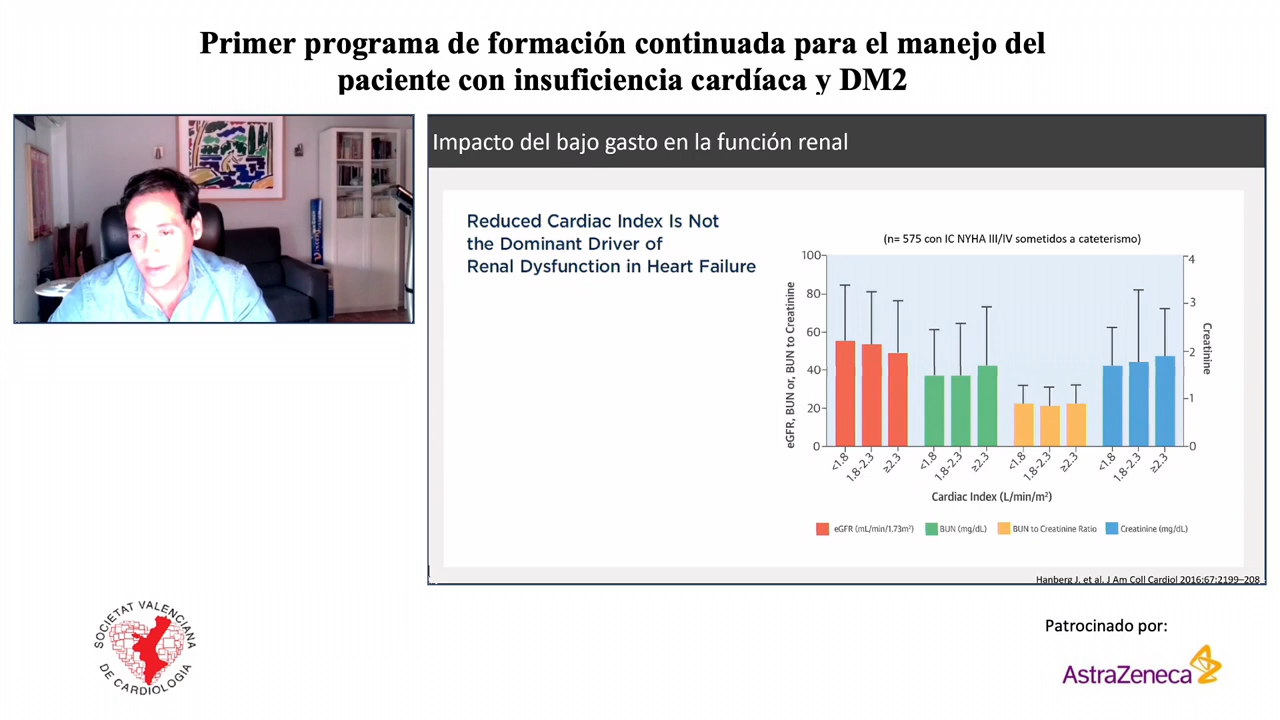 Primer programa de formación continuada para el manejo del
paciente con insuficiencia cardíaca y DM2
Impacto del bajo gasto en la función renal
Reduced Cardiac Index Is Not
the Dominant Driver of
Renal Dysfunction in Heart Failure
(n= 575 con IC NYHA III/IV sometidos a cateterismo)
eGFR, BUN or, BUN to Creatinine
100
80
60
40
20
0
4
3
2
1
0
Creatinine
<1.8 1.8-2.3 ≥2.3 <1.8 1.8-2.3 ≥2.3 <1.8 1.8-2.3 ≥2.3 <1.8 1.8-2.3 ≥2.3
Cardiac Index (L/min/m²)
eGFR (mL/min/1.73m²) BUN (mg/dL) BUN to Creatinine Ratio Creatinine (mg/dL)
Hanberg J, et al. J Am Coll Cardiol 2016;67:2199–208
SOCIETAT VALENCIANA
DE CARDIOLOGIA
Patrocinado por:
AstraZeneca